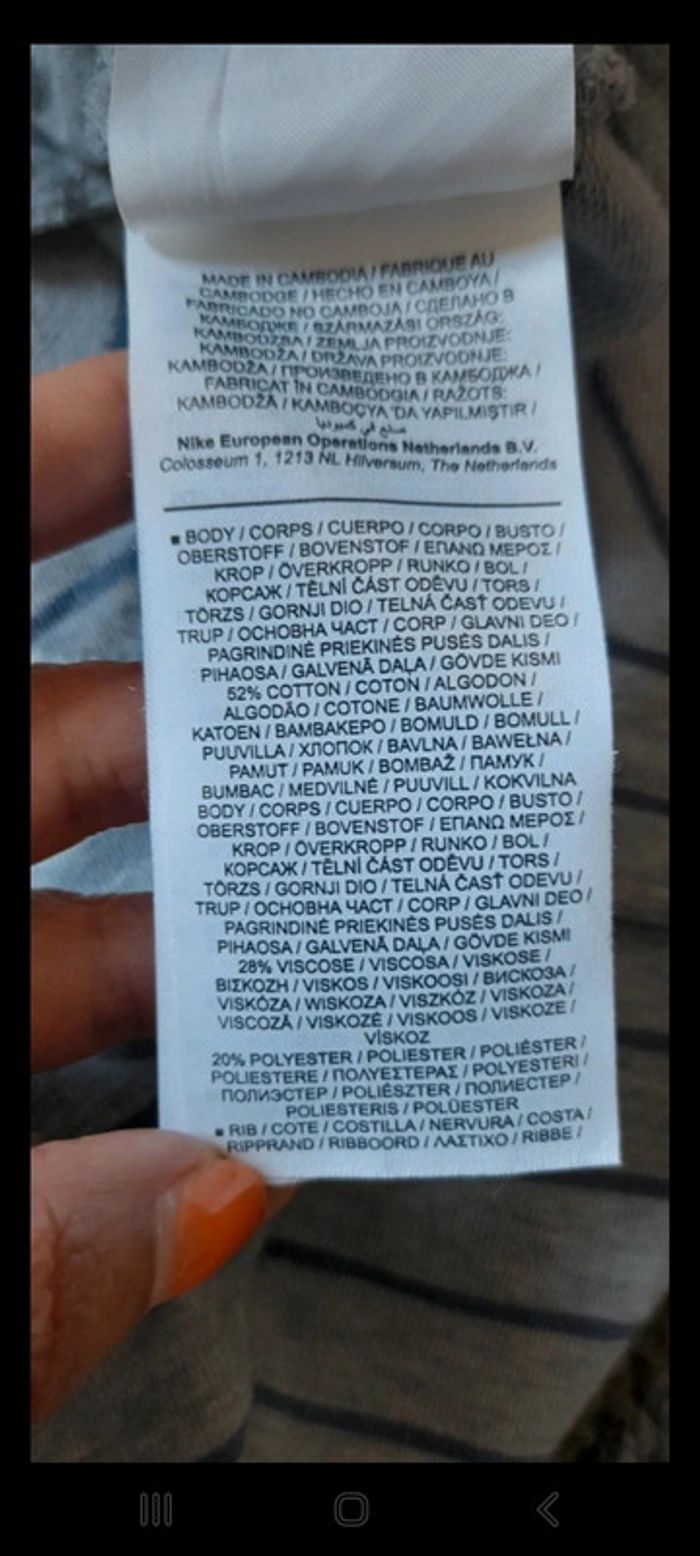 MADE IN CAMBODIA / FABRIQUE AU
CAMBODGE / HECHO EN CAMBOYA /
FABRICADO NO CAMBOJA / СДЕЛАНО В
КАМБОДЖЕ / SZÁRMAZÁSI ORSZÁG:
KAMBODZSA / ZEMLJA PROIZVODNJE:
KAMBODŽA / DRŽAVA PROIZVODNJE:
KAMBODŽA / ПРОИЗВЕДЕНО В КАМБОДЖА /
FABRICAT ÎN CAMBODGIA / RAŽOTS:
KAMBODŽĀ / KAMBOÇYA 'DA YAPILMIŞTIR /
صنع في كمبوديا
Nike European Operations Netherlands B.V.
Colosseum 1, 1213 NL Hilversum, The Netherlands
▪ BODY / CORPS / CUERPO / CORPO / BUSTO /
OBERSTOFF / BOVENSTOF / ΕΠΑΝΩ ΜΕΡΟΣ /
KROP / ÖVERKROPP / RUNKO / BOL /
КОРСАЖ / TĚLNÍ ČÁST ODĚVU / TORS /
TÖRZS / GORNJI DIO / TELNÁ ČASŤ ODEVU /
TRUP / ОСНОВНА ЧАСТ / CORP / GLAVNI DEO /
PAGRINDINĖ PRIEKINĖS PUSĖS DALIS /
PIHAOSA / GALVENĀ DAĻA / GÖVDE KISMI
52% COTTON / COTON / ALGODON /
ALGODÃO / COTONE / BAUMWOLLE /
KATOEN / ΒΑΜΒΑΚΕΡΟ / BOMULD / BOMULL /
PUUVILLA / ХЛОПОК / BAVLNA / BAWEŁNA /
PAMUT / PAMUK / BOMBAŽ / ПАМУК /
BUMBAC / MEDVILNĖ / PUUVILL / KOKVILNA
BODY / CORPS / CUERPO / CORPO / BUSTO /
OBERSTOFF / BOVENSTOF / ΕΠΑΝΩ ΜΕΡΟΣ /
KROP / ÖVERKROPP / RUNKO / BOL /
КОРСАЖ / TĚLNÍ ČÁST ODĚVU / TORS /
TÖRZS / GORNJI DIO / TELNÁ ČASŤ ODEVU /
TRUP / ОСНОВНА ЧАСТ / CORP / GLAVNI DEO /
PAGRINDINĖ PRIEKINĖS PUSĖS DALIS /
PIHAOSA / GALVENĀ DAĻA / GÖVDE KISMI
28% VISCOSE / VISCOSA / VISKOSE /
ΒΙΣΚΟΖΗ / VISKOS / VISKOOSI / ВИСКОЗА /
VISKÓZA / WISKOZA / VISZKÓZ / VISKOZA /
VISCOZĂ / VISKOZĖ / VISKOOS / VISKOZE /
VİSKOZ
20% POLYESTER / POLIESTER / POLIÉSTER /
POLIESTERE / ΠΟΛΥΕΣΤΕΡΑΣ / POLYESTERI /
ПОЛИЭСТЕР / POLIÉSZTER / ПОЛИЕСТЕР /
POLIESTERIS / POLÜESTER
▪ RIB / CÔTE / COSTILLA / NERVURA / COSTA /
RIPPRAND / RIBBOORD / ΛΑΣΤΙΧΟ / RIBBE /